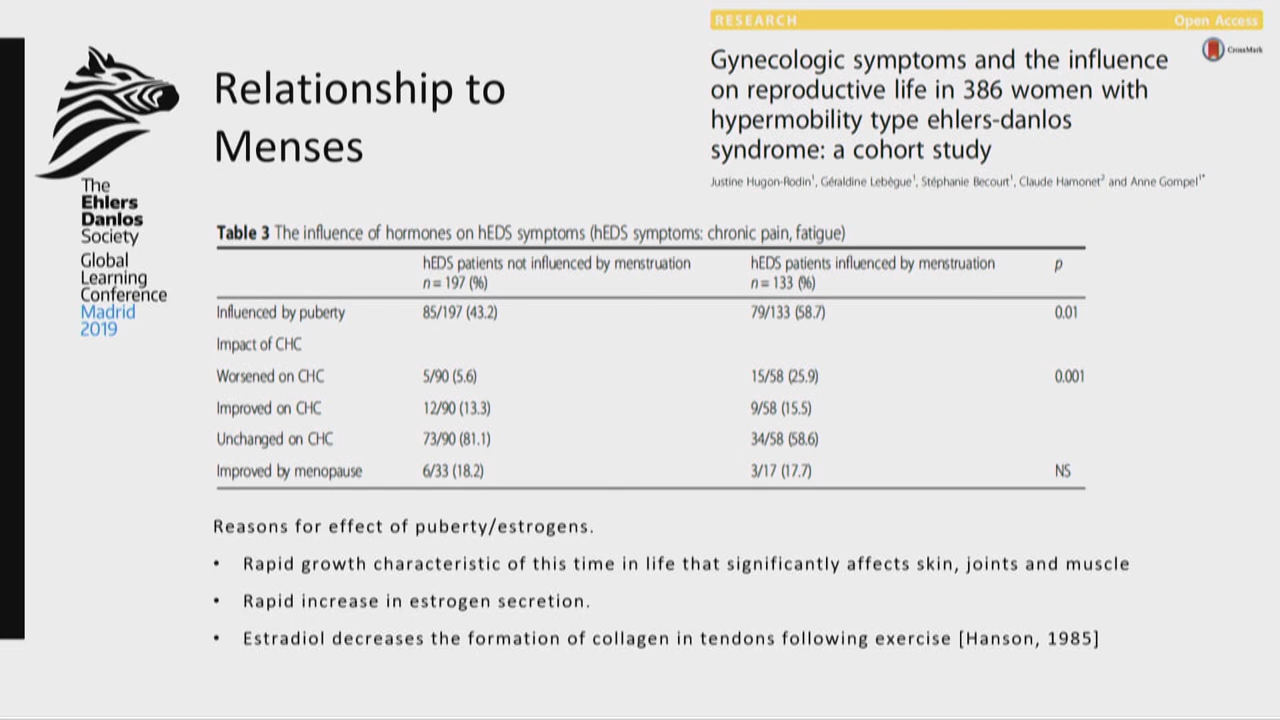 RESEARCH
Open Access
Gynecologic symptoms and the influence
on reproductive life in 386 women with
hypermobility type ehlers-danlos
syndrome: a cohort study
CrossMark
Justine Hugon-Rodin¹, Géraldine Lebègue¹, Stéphanie Becourt¹, Claude Hamonet² and Anne Gompel¹*
Relationship to
Menses
The
Ehlers
Danlos
Society
Global
Learning
Conference
Madrid
2019
Table 3 The influence of hormones on hEDS symptoms (hEDS symptoms: chronic pain, fatigue)
hEDS patients not influenced by menstruation hEDS patients influenced by menstruation p
n = 197 (%) n = 133 (%)
Influenced by puberty 85/197 (43.2) 79/133 (58.7) 0.01
Impact of CHC
Worsened on CHC 5/90 (5.6) 15/58 (25.9) 0.001
Improved on CHC 12/90 (13.3) 9/58 (15.5)
Unchanged on CHC 73/90 (81.1) 34/58 (58.6)
Improved by menopause 6/33 (18.2) 3/17 (17.7) NS
Reasons for effect of puberty/estrogens.
• Rapid growth characteristic of this time in life that significantly affects skin, joints and muscle
• Rapid increase in estrogen secretion.
• Estradiol decreases the formation of collagen in tendons following exercise [Hanson, 1985]